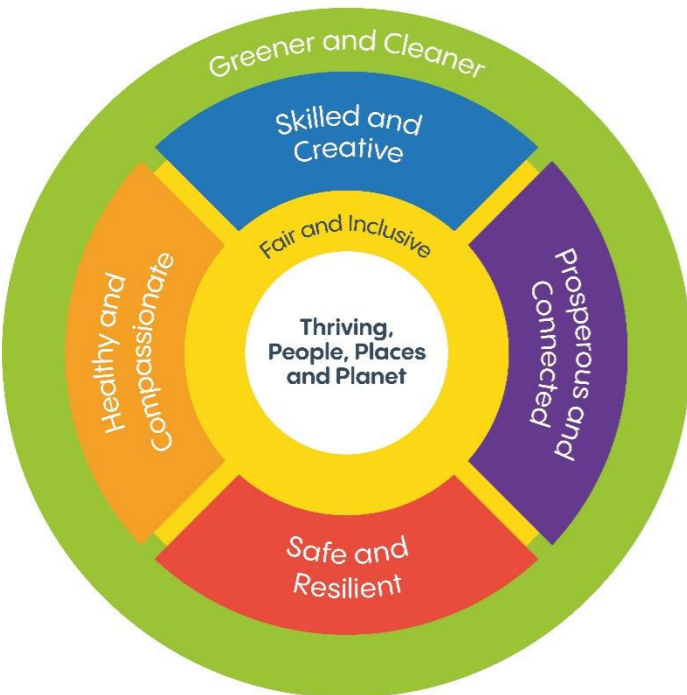 Greener and Cleaner
Skilled and
Creative
Fair and Inclusive
Healthy and
Compassionate
Thriving,
People, Places
and Planet
Prosperous and
Connected
Safe and
Resilient